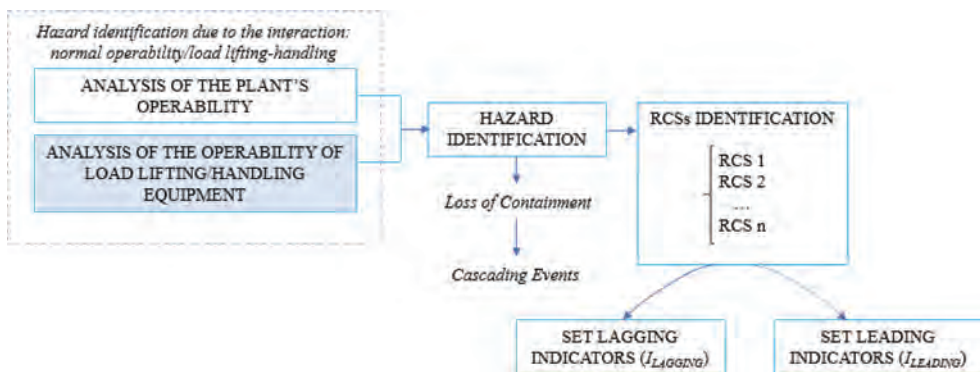 Hazard identification due to the interaction:
normal operability/load lifting-handling
ANALYSIS OF THE PLANT'S
OPERABILITY
ANALYSIS OF THE OPERABILITY OF
LOAD LIFTING/HANDLING
EQUIPMENT
HAZARD
IDENTIFICATION
Loss of Containment
Cascading Events
RCSs IDENTIFICATION
RCS 1
RCS 2
....
RCS n
SET LAGGING
INDICATORS (I_LAGGING)
SET LEADING
INDICATORS (I_LEADING)